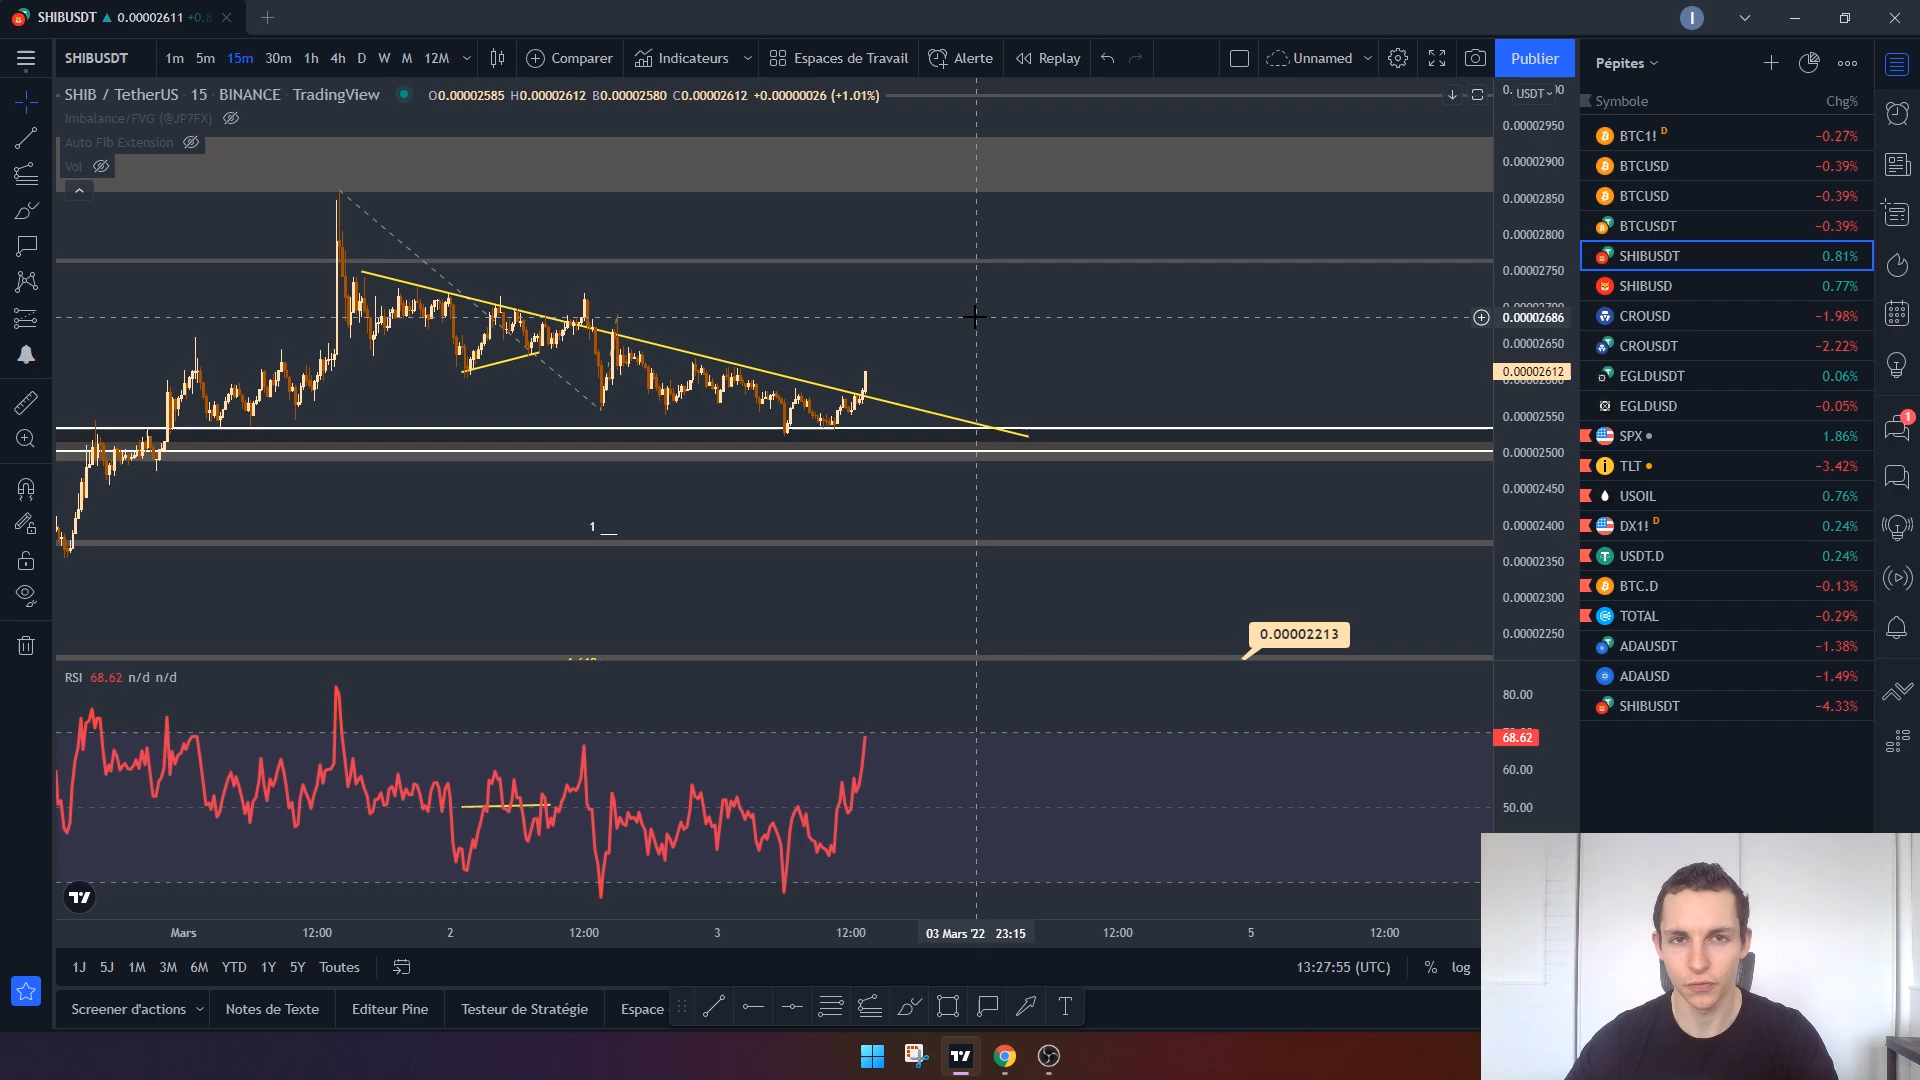 SHIBUSDT ▲ 0.00002611 +0.8
I
SHIBUSDT 1m 5m 15m 30m 1h 4h D W M 12M Comparer Indicateurs Espaces de Travail Alerte Replay Unnamed Publier
Pépites
SHIB / TetherUS · 15 · BINANCE · TradingView O0.00002585 H0.00002612 B0.00002580 C0.00002612 +0.00000026 (+1.01%)
USDT
Imbalance/FVG (@JP7FX)
Auto Fib Extension
Vol
0.00002950
0.00002900
0.00002850
0.00002800
0.00002750
0.00002686
0.00002650
0.00002612
0.00002550
0.00002500
0.00002450
0.00002400
0.00002350
0.00002300
0.00002250
1
0.00002213
RSI 68.62 n/d n/d
80.00
68.62
60.00
50.00
Mars 12:00 2 12:00 3 12:00 03 Mars '22 23:15 12:00 5 12:00
1J 5J 1M 3M 6M YTD 1Y 5Y Toutes 13:27:55 (UTC) % log
Screener d'actions Notes de Texte Editeur Pine Testeur de Stratégie Espace
Symbole Chg%
BTC1! D −0.27%
BTCUSD −0.39%
BTCUSD −0.39%
BTCUSDT −0.39%
SHIBUSDT 0.81%
SHIBUSD 0.77%
CROUSD −1.98%
CROUSDT −2.22%
EGLDUSDT 0.06%
EGLDUSD −0.05%
SPX 1.86%
TLT −3.42%
USOIL 0.76%
DX1! D 0.24%
USDT.D 0.24%
BTC.D −0.13%
TOTAL −0.29%
ADAUSDT −1.38%
ADAUSD −1.49%
SHIBUSDT −4.33%
1